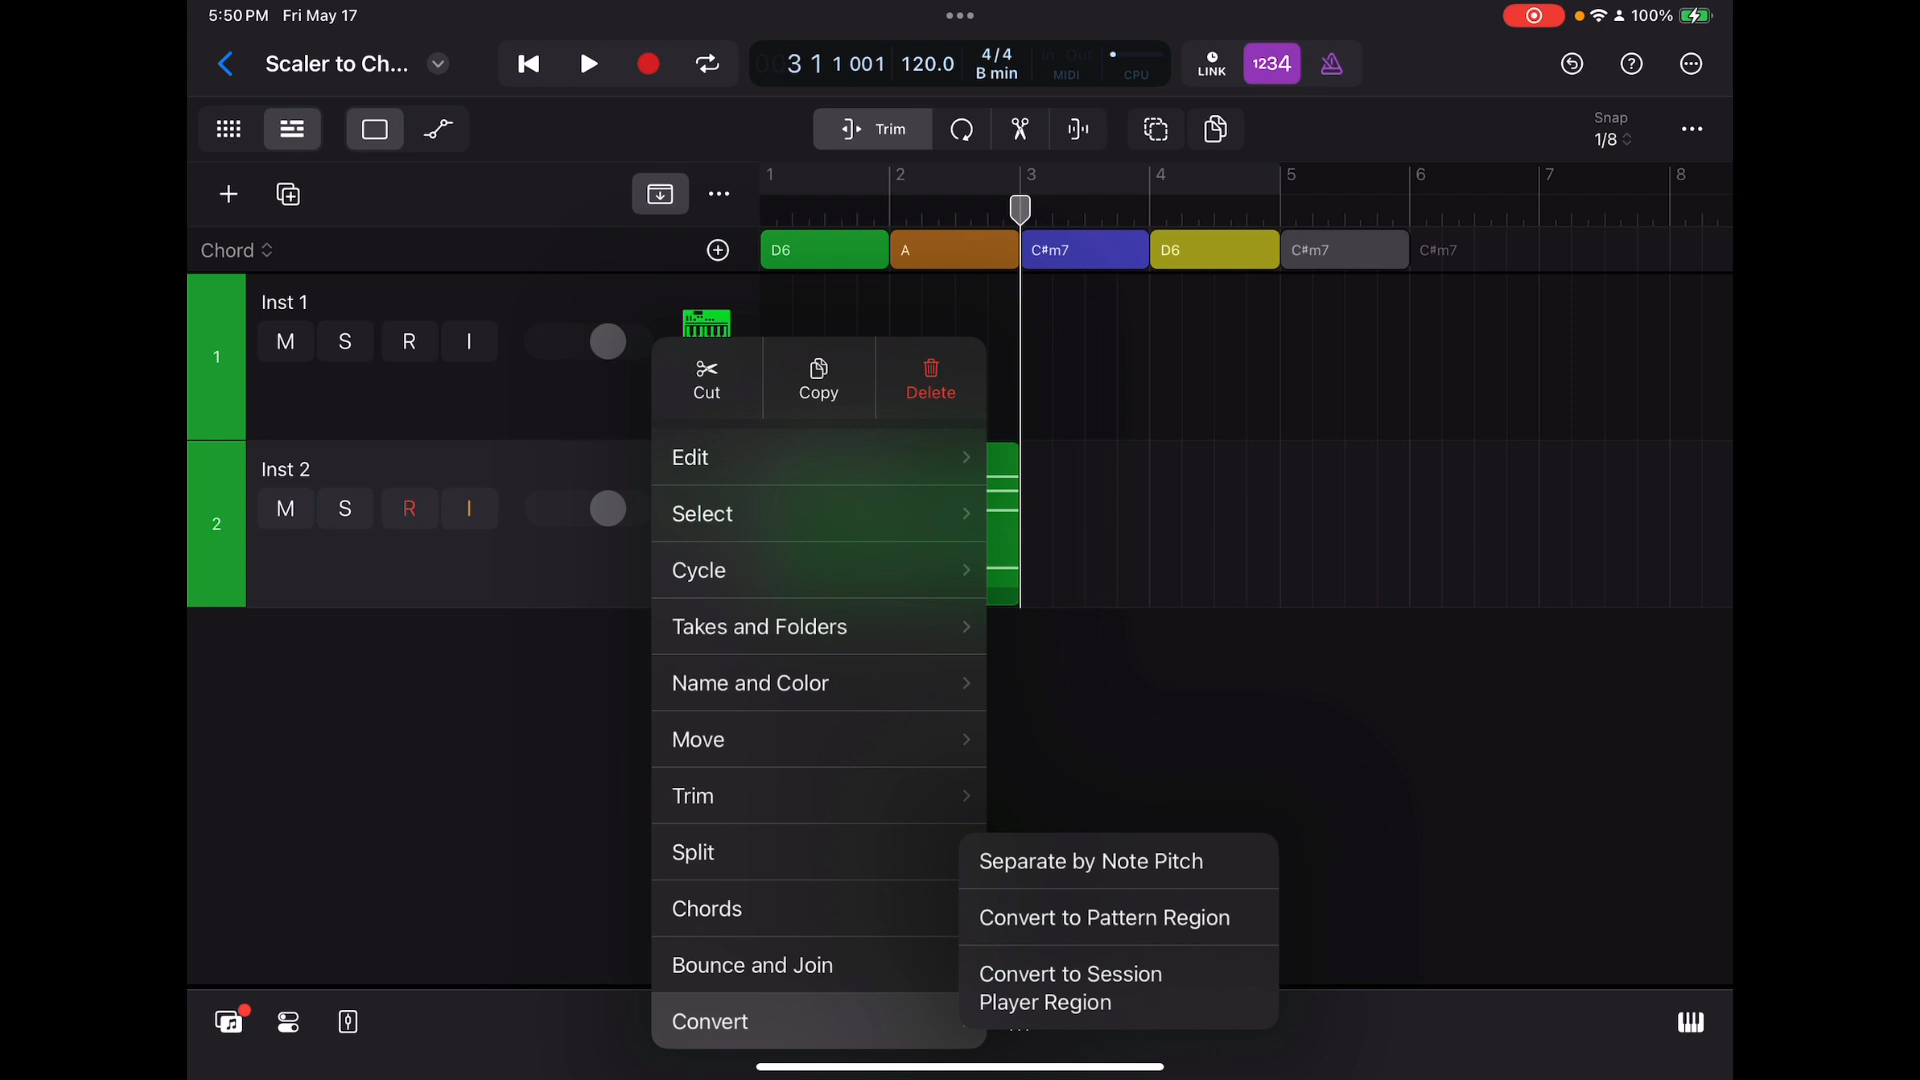 5:50 PM Fri May 17
100%
Scaler to Ch...
003 1 1 001
120.0
4/4
B min
In Out
MIDI
CPU
LINK
1234
Trim
Snap
1/8
1 2 3 4 5 6 7 8
Chord
D6 A C#m7 D6 C#m7 C#m7
Inst 1
1
M S R I
Cut Copy Delete
Edit
Inst 2
2
M S R I
Select
Cycle
Takes and Folders
Name and Color
Move
Trim
Split
Chords
Bounce and Join
Convert
Separate by Note Pitch
Convert to Pattern Region
Convert to Session
Player Region